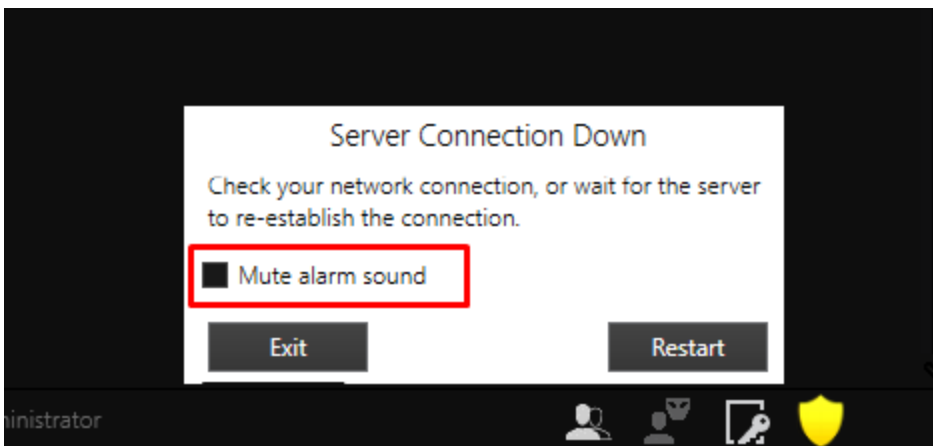 Server Connection Down
Check your network connection, or wait for the server
to re-establish the connection.
Mute alarm sound
Exit
Restart
ministrator